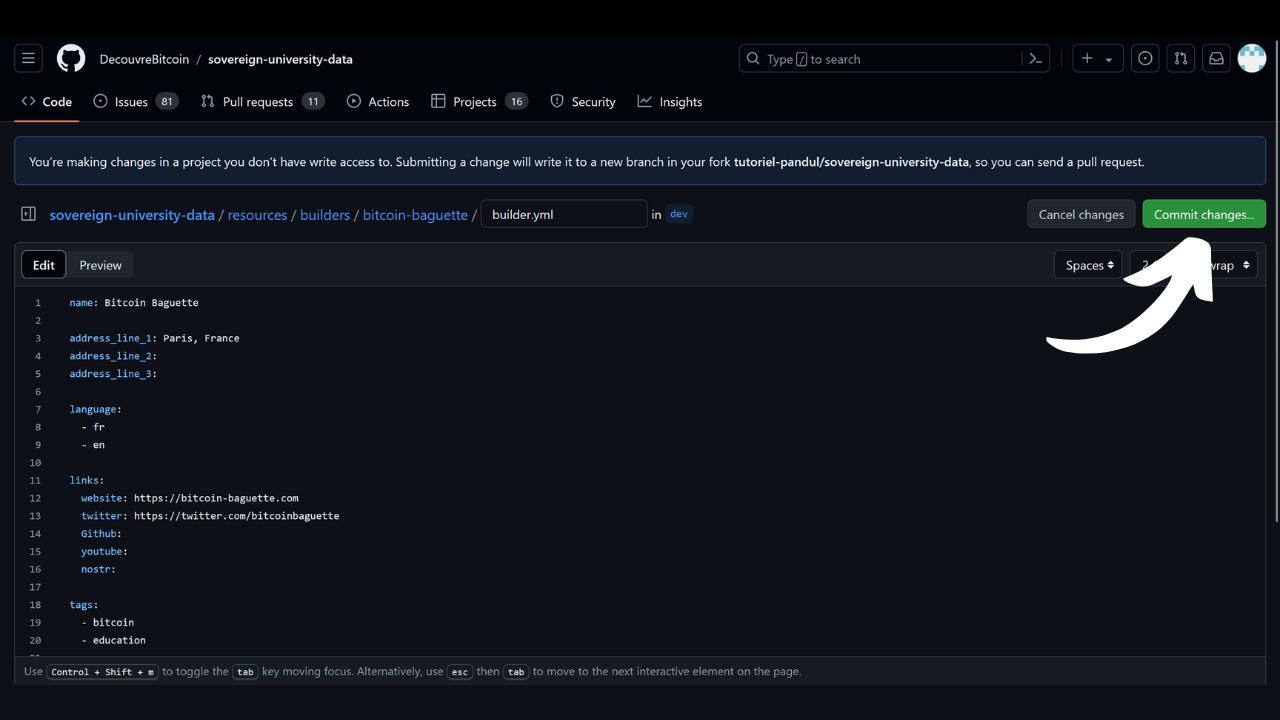 DecouvreBitcoin / sovereign-university-data
Type / to search
Code
Issues 81
Pull requests 11
Actions
Projects 16
Security
Insights
You're making changes in a project you don't have write access to. Submitting a change will write it to a new branch in your fork tutoriel-pandul/sovereign-university-data, so you can send a pull request.
sovereign-university-data / resources / builders / bitcoin-baguette / builder.yml in dev
Cancel changes
Commit changes...
Edit
Preview
Spaces
2
1 name: Bitcoin Baguette
2
3 address_line_1: Paris, France
4 address_line_2:
5 address_line_3:
6
7 language:
8 - fr
9 - en
10
11 links:
12 website: https://bitcoin-baguette.com
13 twitter: https://twitter.com/bitcoinbaguette
14 Github:
15 youtube:
16 nostr:
17
18 tags:
19 - bitcoin
20 - education
Use Control + Shift + m to toggle the tab key moving focus. Alternatively, use esc then tab to move to the next interactive element on the page.